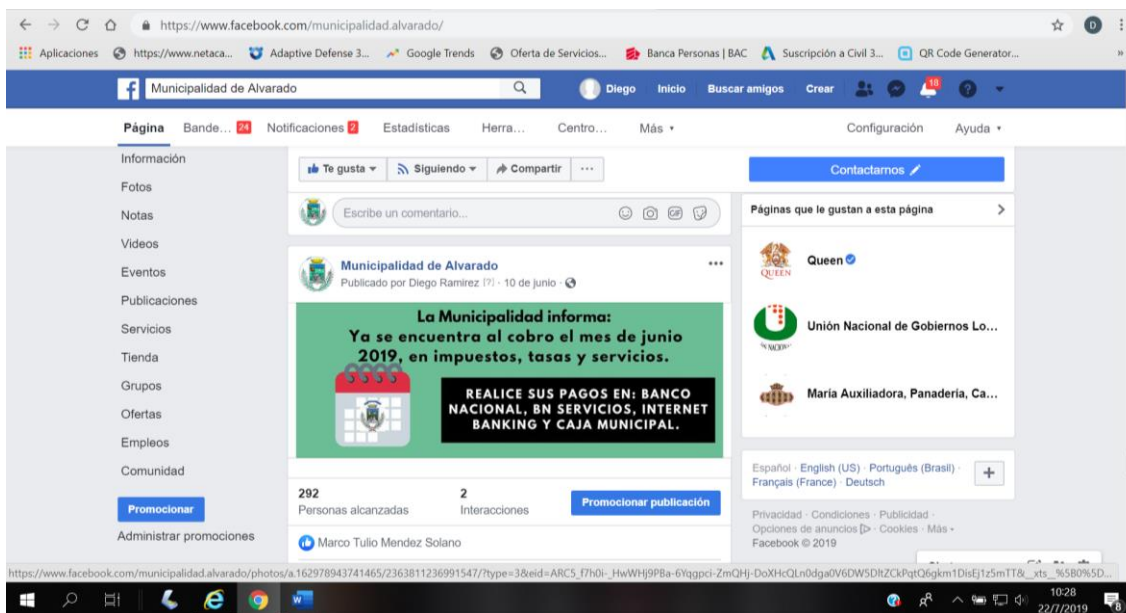 https://www.facebook.com/municipalidad.alvarado/
D
Aplicaciones https://www.netaca... Adaptive Defense 3... Google Trends Oferta de Servicios... Banca Personas | BAC Suscripción a Civil 3... QR Code Generator... »
Municipalidad de Alvarado Diego Inicio Buscar amigos Crear 18
Página Bande... 24 Notificaciones 2 Estadísticas Herra... Centro... Más Configuración Ayuda
Información
Fotos
Notas
Videos
Eventos
Publicaciones
Servicios
Tienda
Grupos
Ofertas
Empleos
Comunidad
Promocionar
Administrar promociones
Te gusta Siguiendo Compartir ...
Escribe un comentario... GIF
Municipalidad de Alvarado ...
Publicado por Diego Ramirez [?] · 10 de junio ·
La Municipalidad informa:
Ya se encuentra al cobro el mes de junio
2019, en impuestos, tasas y servicios.
REALICE SUS PAGOS EN: BANCO
NACIONAL, BN SERVICIOS, INTERNET
BANKING Y CAJA MUNICIPAL.
292 2
Personas alcanzadas Interacciones
Promocionar publicación
Marco Tulio Mendez Solano
Contactarnos
Páginas que le gustan a esta página
QUEEN
Queen
Unión Nacional de Gobiernos Lo...
María Auxiliadora, Panadería, Ca...
Español · English (US) · Português (Brasil) ·
Français (France) · Deutsch
+
Privacidad · Condiciones · Publicidad ·
Opciones de anuncios · Cookies · Más
Facebook © 2019
10:28
22/7/2019
8